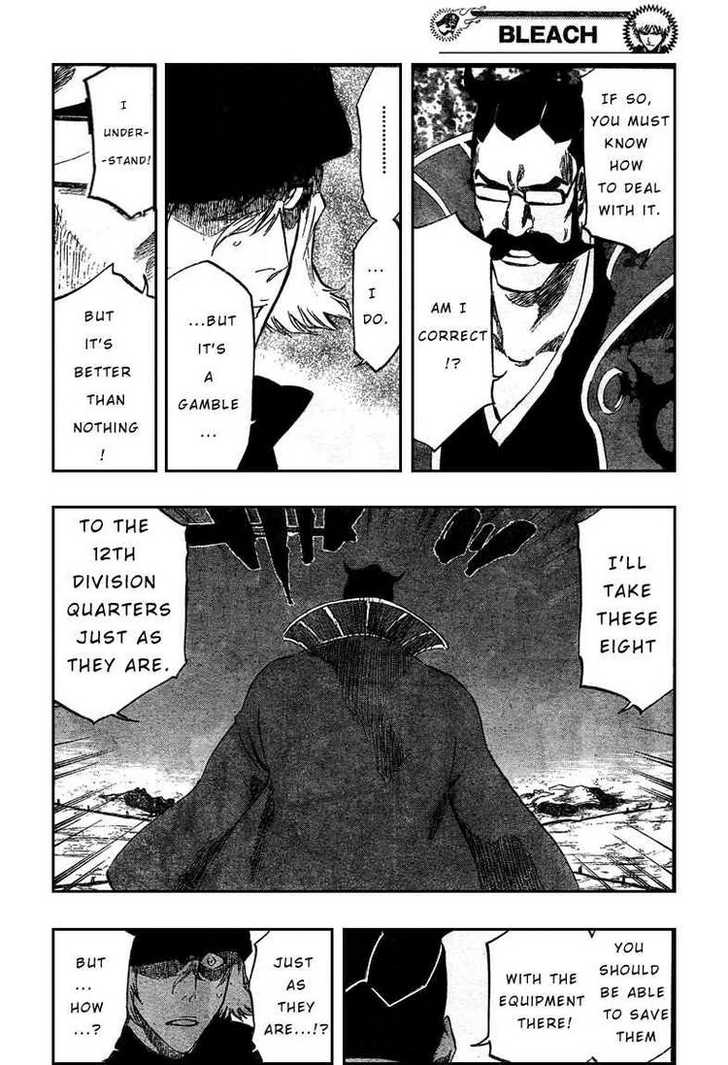 BLEACH
IF SO,
YOU MUST
KNOW
HOW
TO DEAL
WITH IT.
AM I
CORRECT
!?
..........
...
I
DO.
...BUT
IT'S
A
GAMBLE
...
I
UNDER-
-STAND!
BUT
IT'S
BETTER
THAN
NOTHING
!
I'LL
TAKE
THESE
EIGHT
TO THE
12TH
DIVISION
QUARTERS
JUST AS
THEY ARE.
YOU
SHOULD
BE ABLE
TO SAVE
THEM
WITH THE
EQUIPMENT
THERE!
JUST
AS
THEY
ARE...!?
BUT
...
HOW
...?